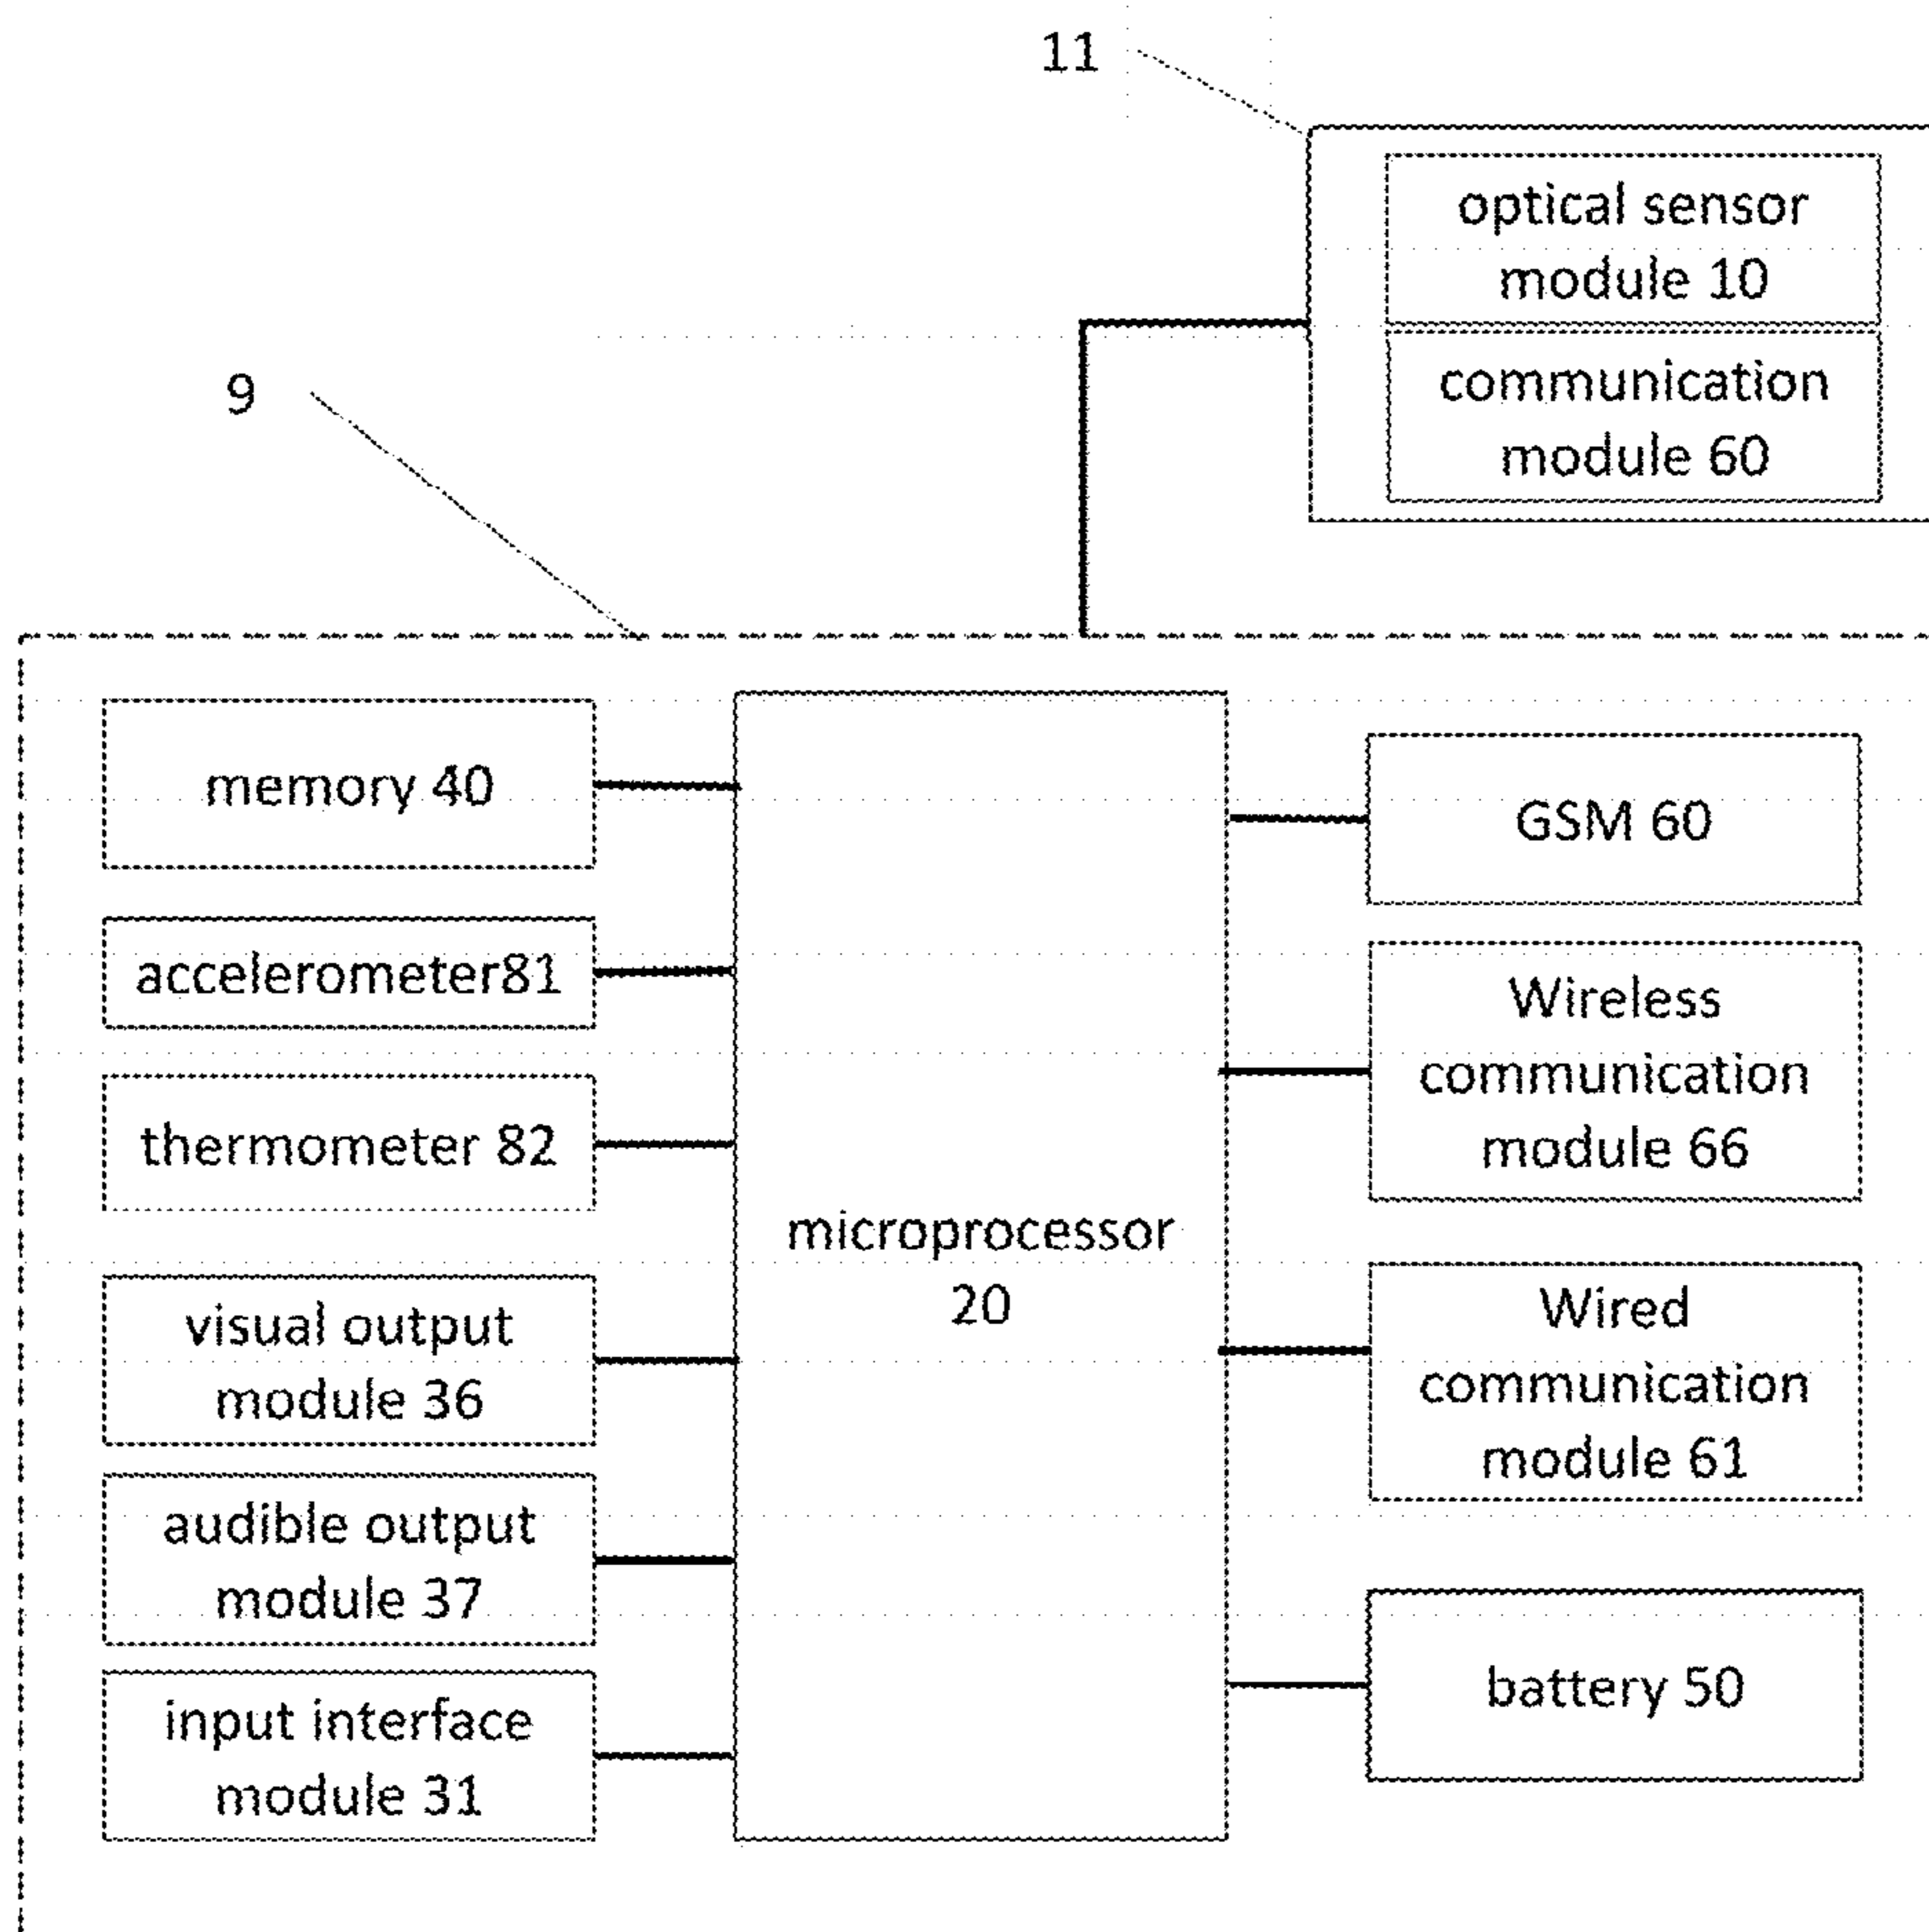 11
optical sensor
module 10
communication
module 60
9
memory 40
accelerometer81
thermometer 82
visual output
module 36
audible output
module 37
input interface
module 31
microprocessor
20
GSM 60
Wireless
communication
module 66
Wired
communication
module 61
battery 50